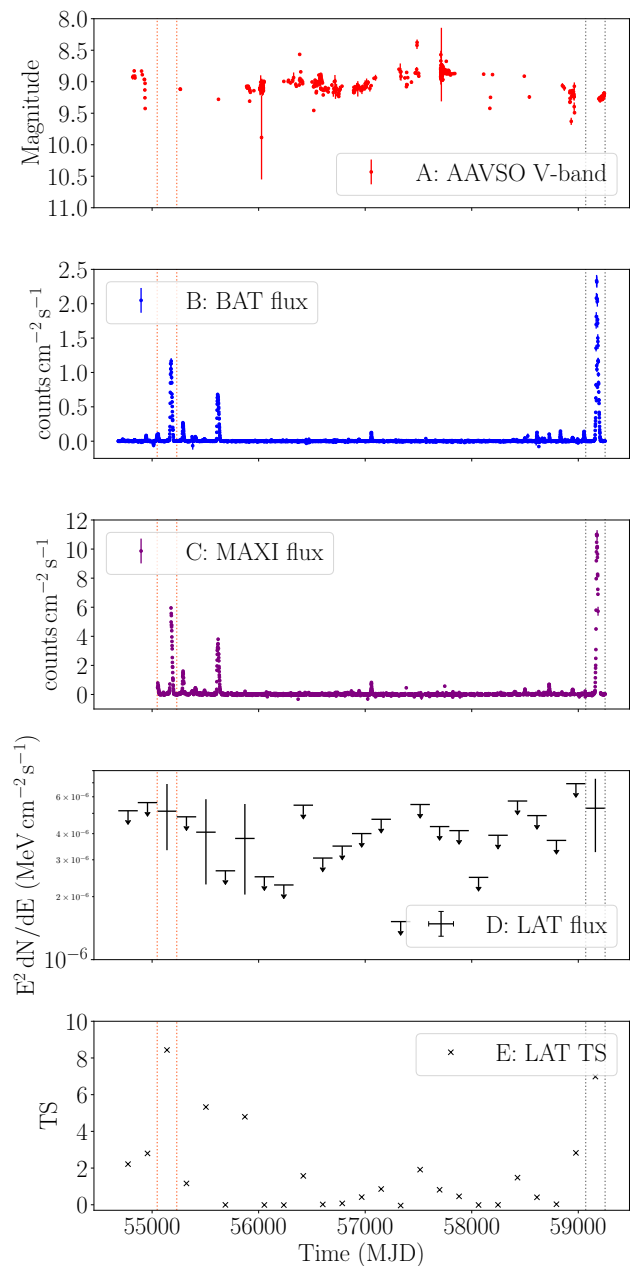 8.0
8.5
9.0
9.5
10.0
10.5
11.0
Magnitude
A: AAVSO V-band
2.5
2.0
1.5
1.0
0.5
0.0
counts cm⁻² s⁻¹
B: BAT flux
12
10
8
6
4
2
0
counts cm⁻² s⁻¹
C: MAXI flux
6 × 10⁻⁶
4 × 10⁻⁶
3 × 10⁻⁶
2 × 10⁻⁶
10⁻⁶
E² dN/dE (MeV cm⁻² s⁻¹)
D: LAT flux
10
8
6
4
2
0
TS
E: LAT TS
55000 56000 57000 58000 59000
Time (MJD)